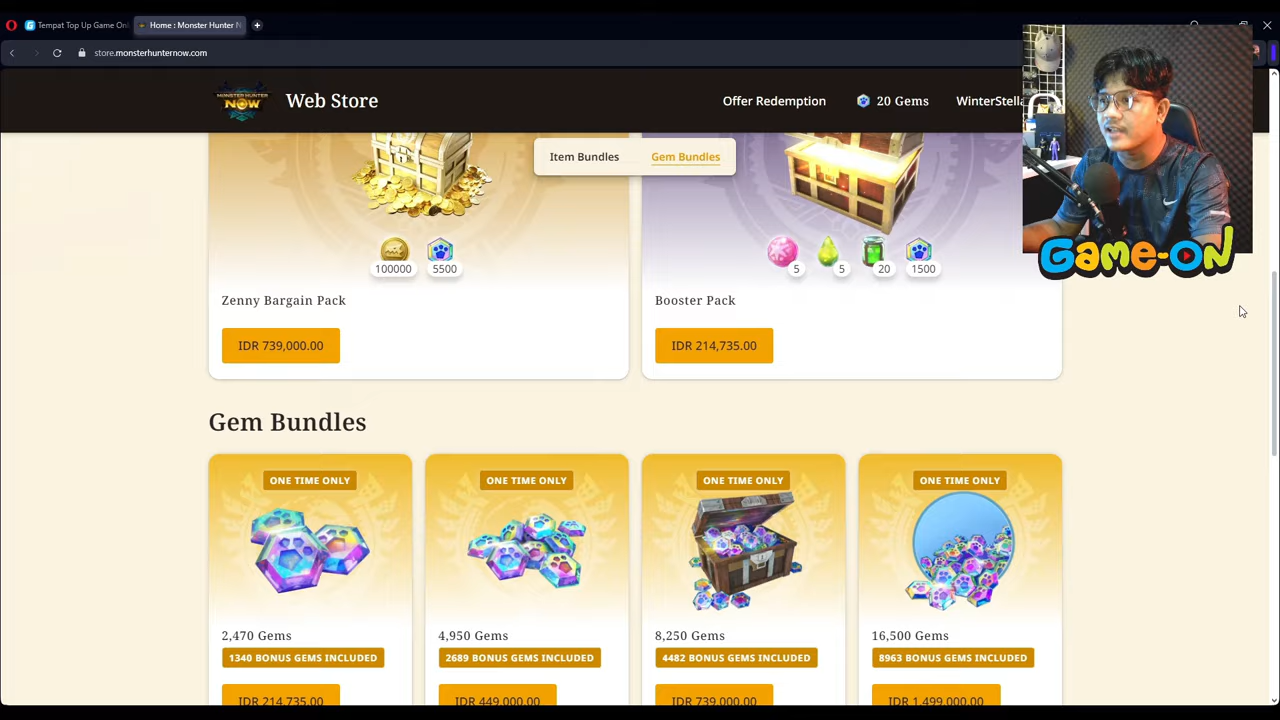 Tempat Top Up Game On
Home : Monster Hunter N
store.monsterhunternow.com
MONSTER HUNTER
NOW
Web Store
Offer Redemption
20 Gems
WinterStella
Item Bundles
Gem Bundles
100000
5500
5
5
20
1500
Zenny Bargain Pack
Booster Pack
IDR 739,000.00
IDR 214,735.00
GAME-ON
Gem Bundles
ONE TIME ONLY
ONE TIME ONLY
ONE TIME ONLY
ONE TIME ONLY
2,470 Gems
4,950 Gems
8,250 Gems
16,500 Gems
1340 BONUS GEMS INCLUDED
2689 BONUS GEMS INCLUDED
4482 BONUS GEMS INCLUDED
8963 BONUS GEMS INCLUDED
IDR 214,735.00
IDR 449,000.00
IDR 739,000.00
IDR 1,499,000.00